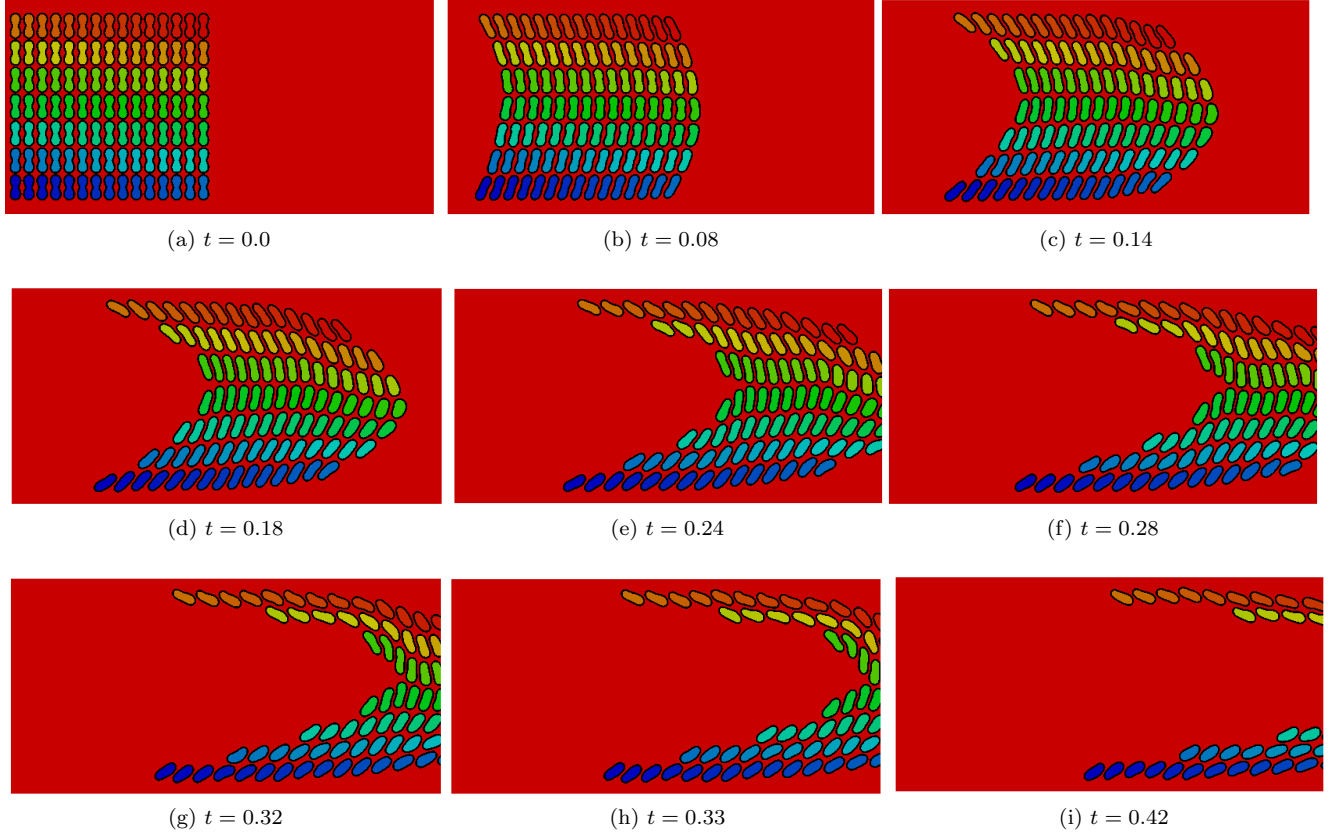 (a) t = 0.0
(b) t = 0.08
(c) t = 0.14
(d) t = 0.18
(e) t = 0.24
(f) t = 0.28
(g) t = 0.32
(h) t = 0.33
(i) t = 0.42